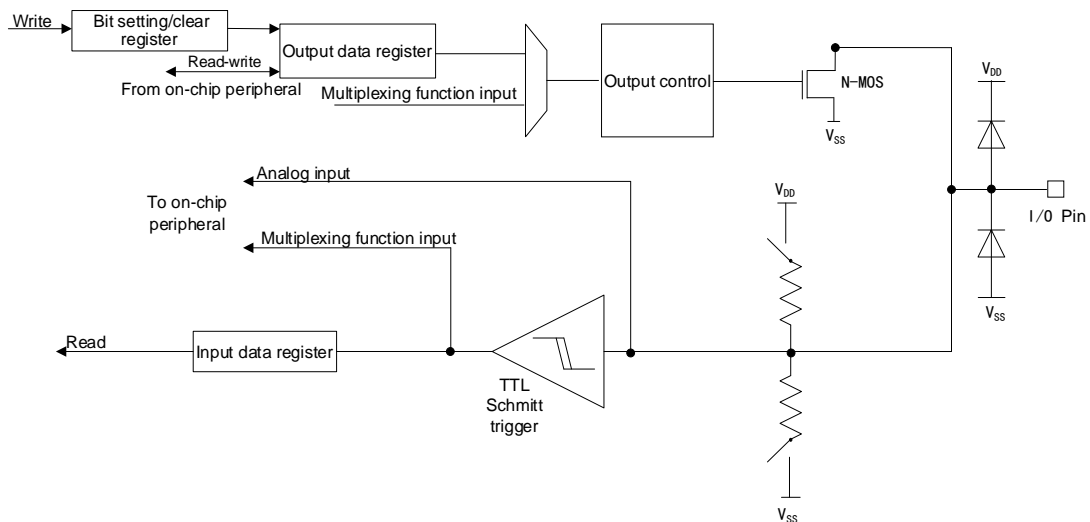 Write
Bit setting/clear
register
Output data register
Read-write
From on-chip peripheral
Multiplexing function input
Output control
N-MOS
VSS
VDD
I/O Pin
VSS
Analog input
To on-chip
peripheral
Multiplexing function input
VDD
Read
Input data register
TTL
Schmitt
trigger
VSS